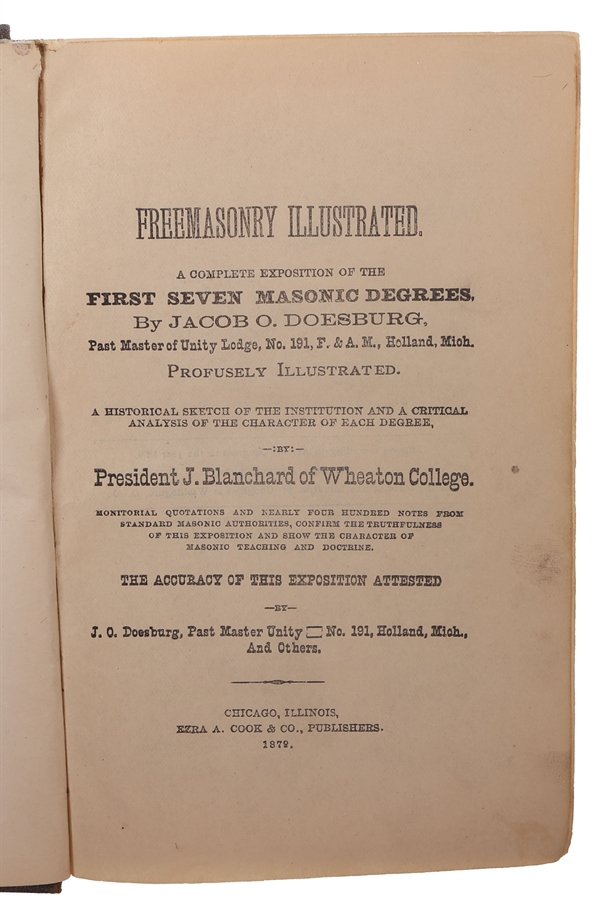 FREEMASONRY ILLUSTRATED.
A COMPLETE EXPOSITION OF THE
FIRST SEVEN MASONIC DEGREES,
By JACOB O. DOESBURG,
Past Master of Unity Lodge, No. 191, F. & A. M., Holland, Mich.
PROFUSELY ILLUSTRATED.
A HISTORICAL SKETCH OF THE INSTITUTION AND A CRITICAL
ANALYSIS OF THE CHARACTER OF EACH DEGREE,
—:BY:—
President J. Blanchard of Wheaton College.
MONITORIAL QUOTATIONS AND NEARLY FOUR HUNDRED NOTES FROM
STANDARD MASONIC AUTHORITIES, CONFIRM THE TRUTHFULNESS
OF THIS EXPOSITION AND SHOW THE CHARACTER OF
MASONIC TEACHING AND DOCTRINE.
THE ACCURACY OF THIS EXPOSITION ATTESTED
—BY—
J. O. Doesburg, Past Master Unity ▭ No. 191, Holland, Mich.,
And Others.
CHICAGO, ILLINOIS,
EZRA A. COOK & CO., PUBLISHERS.
1879.